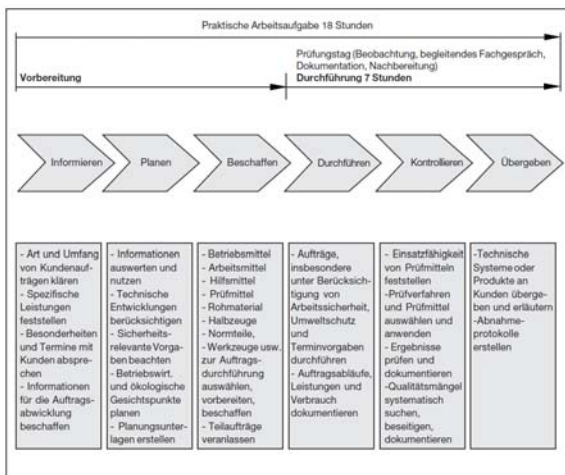 Praktische Arbeitsaufgabe 18 Stunden
Prüfungstag (Beobachtung, begleitendes Fachgespräch,
Dokumentation, Nachbereitung)
Vorbereitung
Durchführung 7 Stunden
Informieren
Planen
Beschaffen
Durchführen
Kontrollieren
Übergeben
- Art und Umfang
von Kundenauf-
trägen klären
- Spezifische
Leistungen
feststellen
- Besonderheiten
und Termine mit
Kunden abspre-
chen
- Informationen
für die Auftrags-
abwicklung
beschaffen
- Informationen
auswerten und
nutzen
- Technische
Entwicklungen
berücksichtigen
- Sicherheits-
relevante Vorga-
ben beachten
- Betriebswirt.
und ökologische
Gesichtspunkte
planen
- Planungsunter-
lagen erstellen
- Betriebsmittel
- Arbeitsmittel
- Hilfsmittel
- Prüfmittel
- Rohmaterial
- Halbzeuge
- Normteile,
- Werkzeuge usw.
zur Auftrags-
durchführung
auswählen,
vorbereiten,
beschaffen
- Teilaufträge
veranlassen
- Aufträge,
insbesondere
unter Berücksich-
tigung von
Arbeitssicherheit,
Umweltschutz
und
Terminvorgaben
durchführen
- Auftragsabläufe,
Leistungen und
Verbrauch
dokumentieren
- Einsatzfähigkeit
von Prüfmitteln
feststellen
-Prüfverfahren
und Prüfmittel
auswählen und
anwenden
- Ergebnisse
prüfen und
dokumentieren
-Qualitätsmängel
systematisch
suchen,
beseitigen,
dokumentieren
-Technische
Systeme oder
Produkte an
Kunden überge-
ben und erläutern
-Abnahme-
protokolle
erstellen